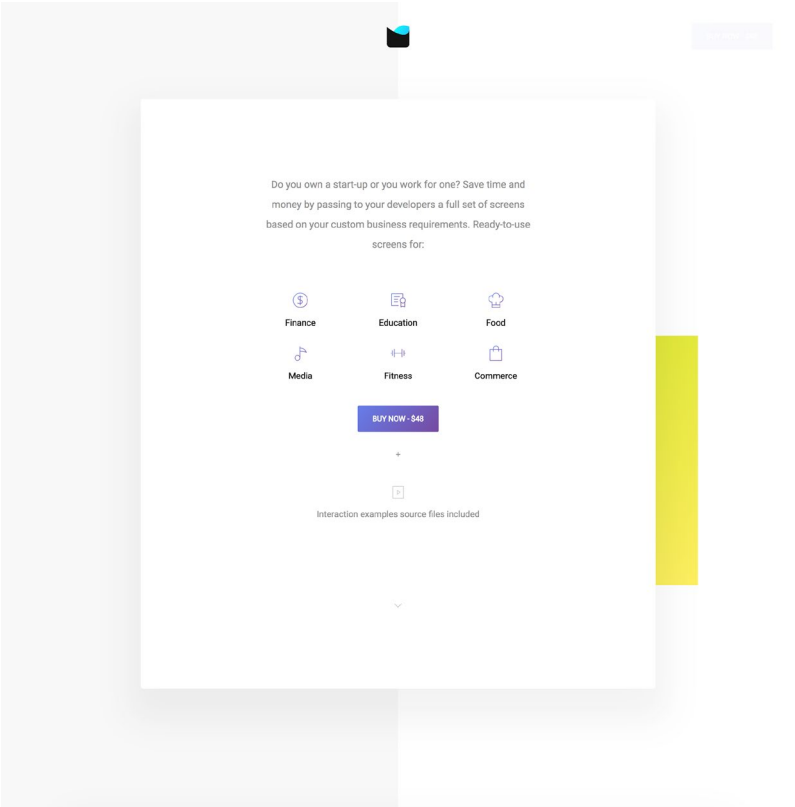 Do you own a start-up or you work for one? Save time and
money by passing to your developers a full set of screens
based on your custom business requirements. Ready-to-use
screens for:
Finance
Education
Food
Media
Fitness
Commerce
BUY NOW - $48
+
Interaction examples source files included